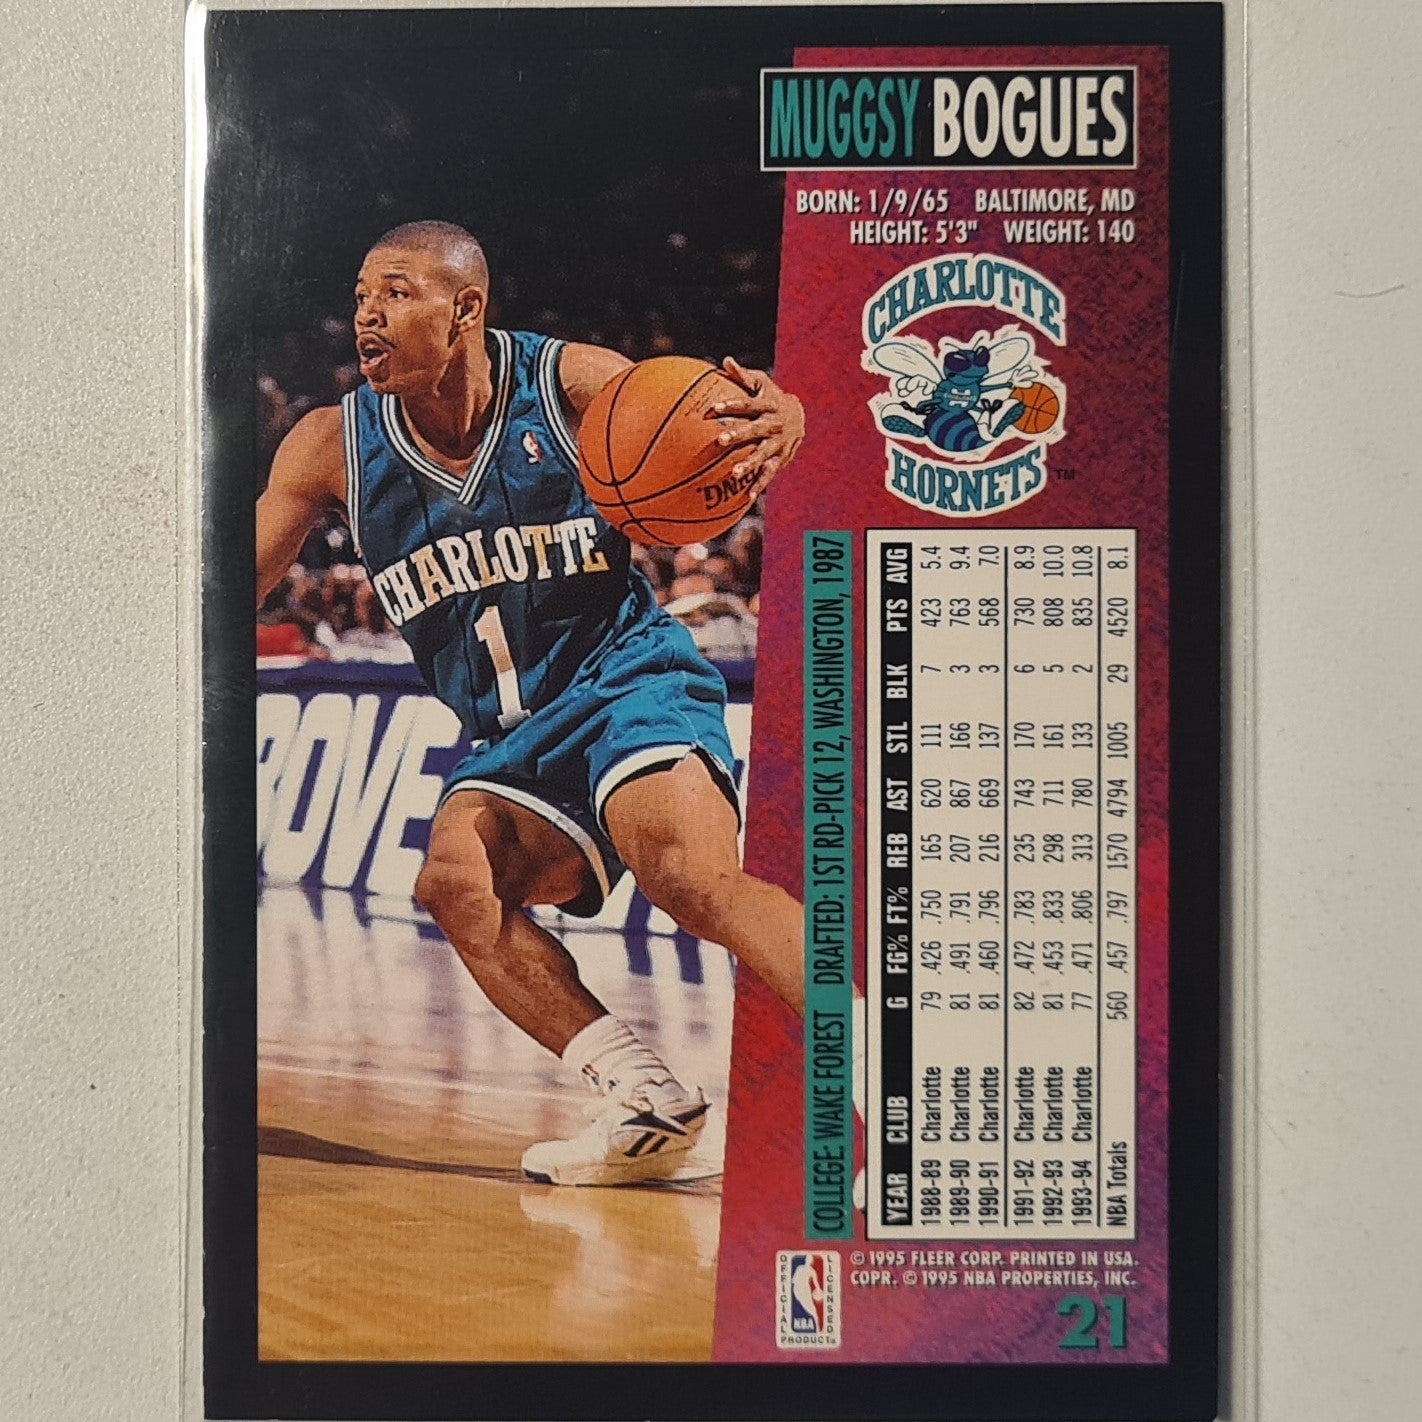 MUGGSY BOGUES
BORN: 1/9/65 BALTIMORE, MD
HEIGHT: 5'3" WEIGHT: 140
CHARLOTTE
HORNETS TM
CHARLOTTE
1
COLLEGE: WAKE FOREST DRAFTED: 1ST RD-PICK 12, WASHINGTON, 1987
YEAR CLUB G FG% FT% REB AST STL BLK PTS AVG
1988-89 Charlotte 79 .426 .750 165 620 111 7 423 5.4
1989-90 Charlotte 81 .491 .791 207 867 166 3 763 9.4
1990-91 Charlotte 81 .460 .796 216 669 137 3 568 7.0
1991-92 Charlotte 82 .472 .783 235 743 170 6 730 8.9
1992-93 Charlotte 81 .453 .833 298 711 161 5 808 10.0
1993-94 Charlotte 77 .471 .806 313 780 133 2 835 10.8
NBA Totals 560 .457 .797 1570 4794 1005 29 4520 8.1
OFFICIAL LICENSED
NBA
PRODUCT
© 1995 FLEER CORP. PRINTED IN USA.
COPR. © 1995 NBA PROPERTIES, INC.
21